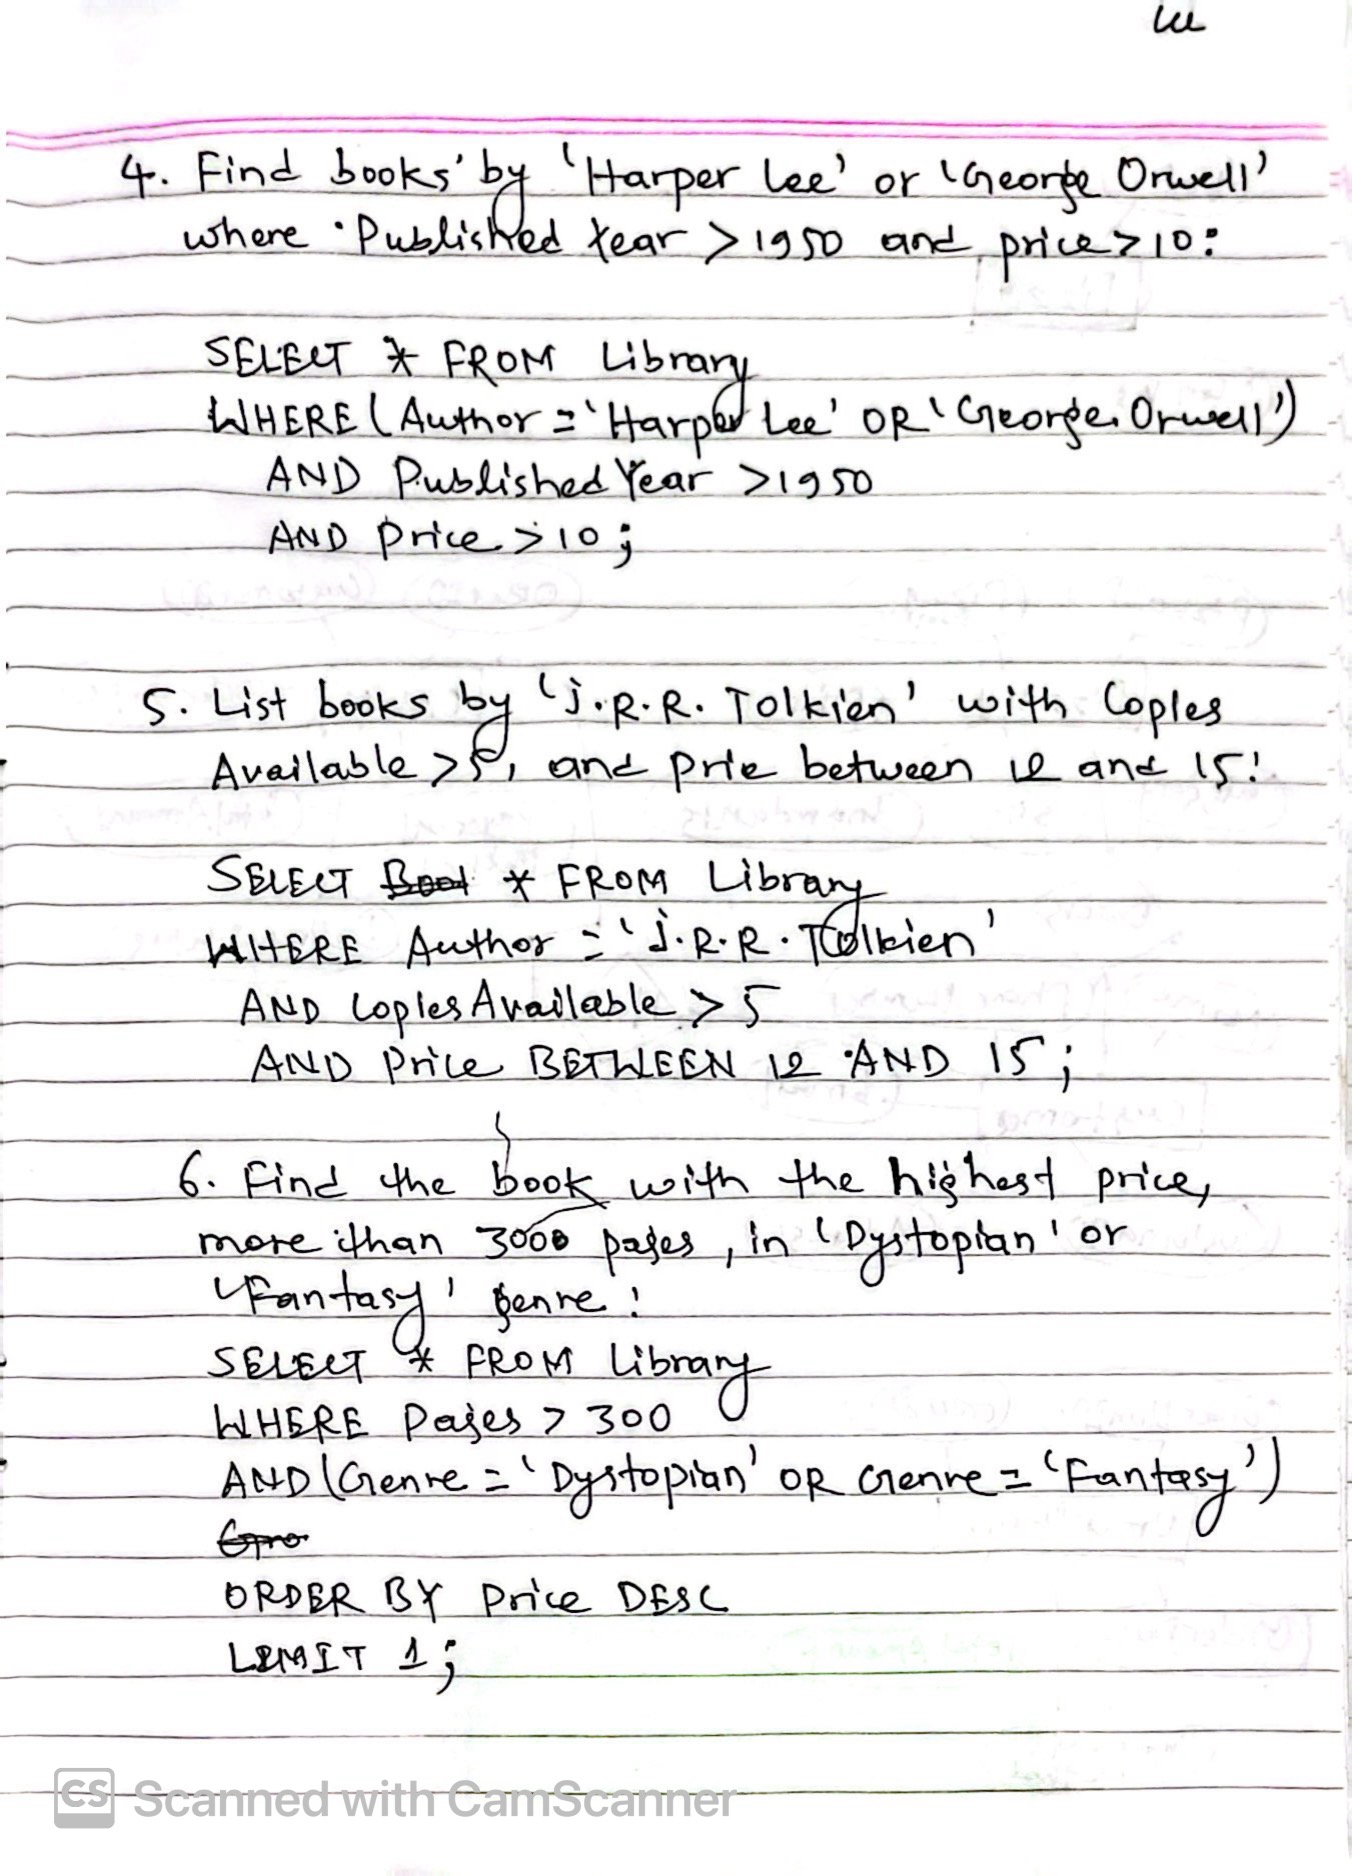 4. Find books by 'Harper Lee' or 'George Orwell'
where Published Year > 1950 and price > 10:
SELECT * FROM Library
WHERE (Author = 'Harper Lee' OR 'George Orwell')
AND Published Year > 1950
AND Price > 10;
5. List books by 'J.R.R. Tolkien' with Coples
Available > 5, and prie between 12 and 15:
SELECT * FROM Library
WHERE Author = 'J.R.R. Tolkien'
AND Coples Available > 5
AND Price BETWEEN 12 AND 15;
6. Find the book with the highest price,
more than 3000 pages, in 'Dystopian' or
'Fantasy' genre:
SELECT * FROM Library
WHERE Pages > 300
AND (Genre = 'Dystopian' OR Genre = 'Fantasy')
ORDER BY Price DESC
LIMIT 1;
CS Scanned with CamScanner